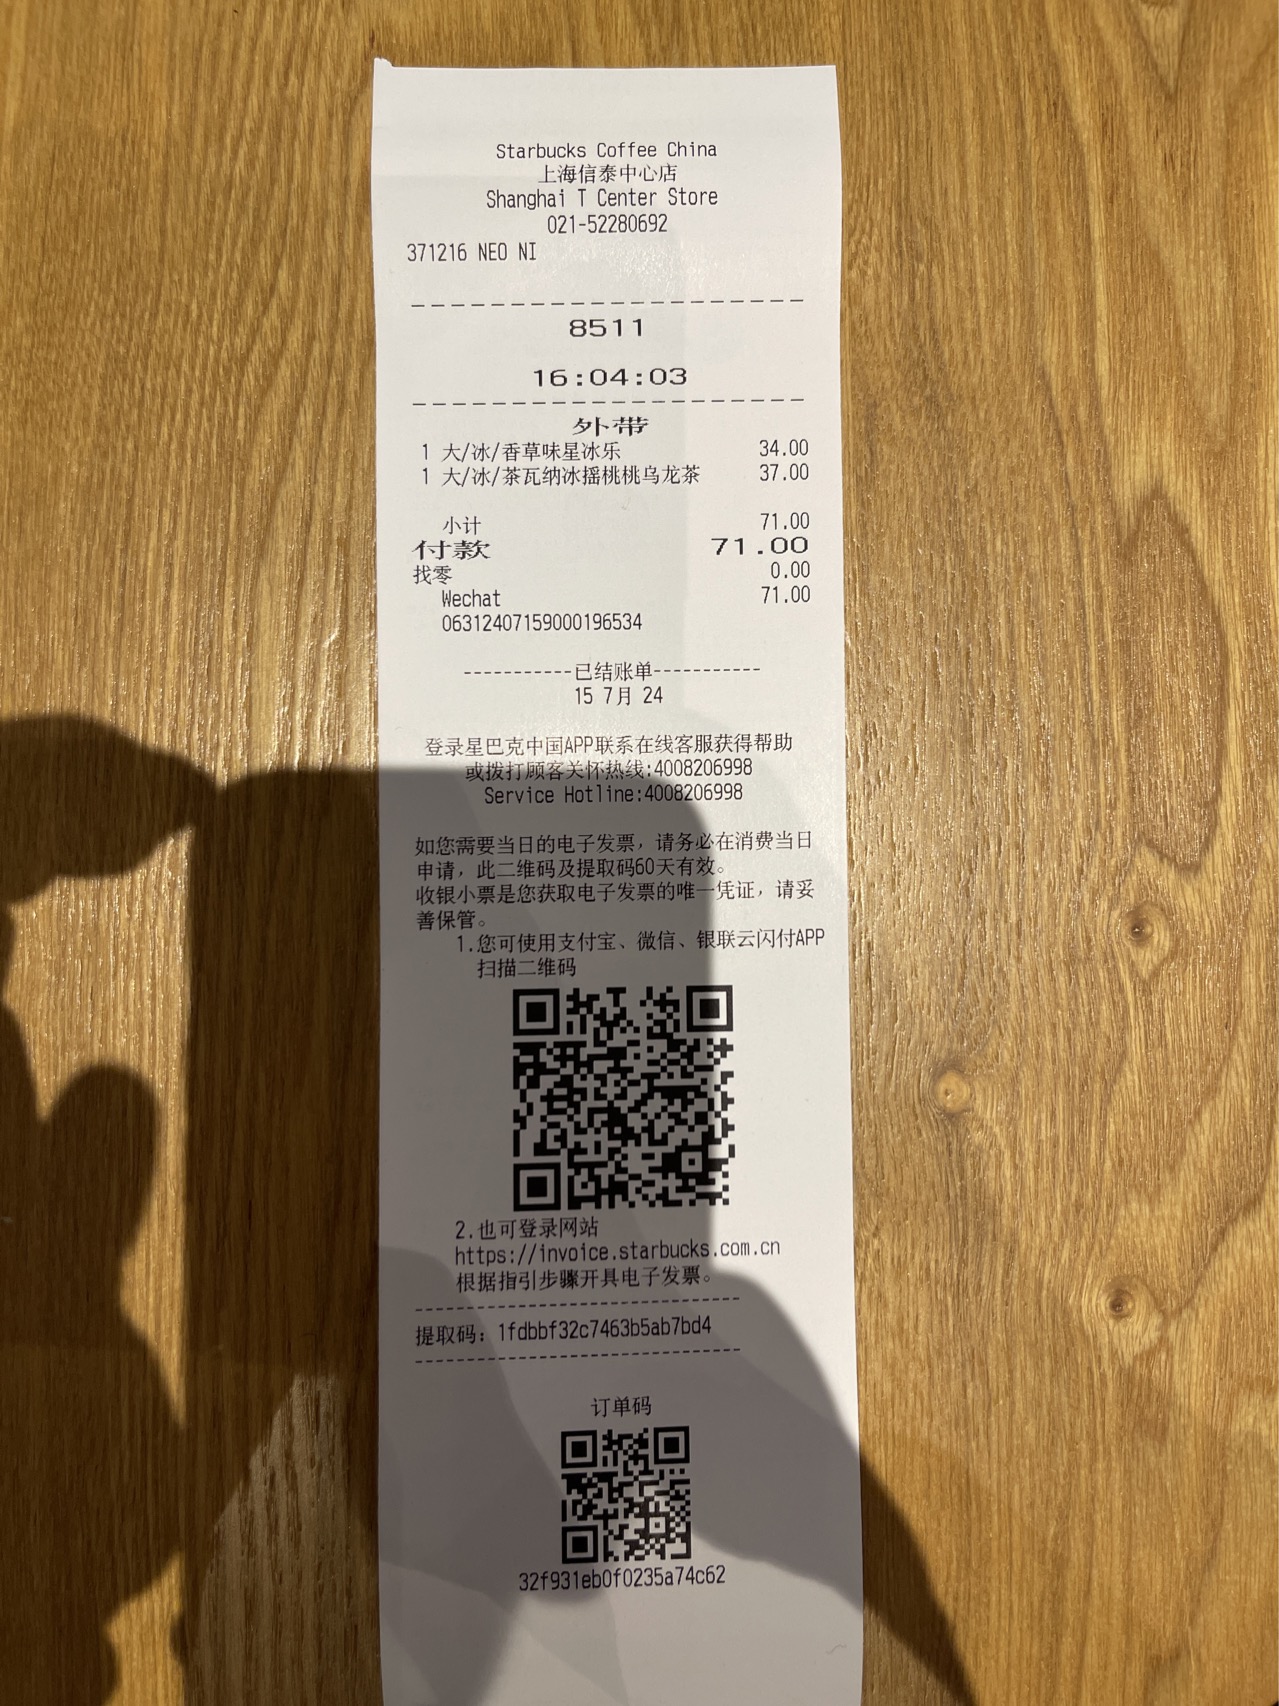 Starbucks Coffee China
上海信泰中心店
Shanghai T Center Store
021-52280692
371216 NEO NI
8511
16:04:03
外带
1 大/冰/香草味星冰乐 34.00
1 大/冰/茶瓦纳冰摇桃桃乌龙茶 37.00
小计 71.00
付款 71.00
找零 0.00
Wechat 71.00
06312407159000196534
-----------已结账单-----------
15 7月 24
登录星巴克中国APP联系在线客服获得帮助
或拨打顾客关怀热线:4008206998
Service Hotline:4008206998
如您需要当日的电子发票，请务必在消费当日
申请，此二维码及提取码60天有效。
收银小票是您获取电子发票的唯一凭证，请妥
善保管。
1.您可使用支付宝、微信、银联云闪付APP
扫描二维码
2.也可登录网站
https://invoice.starbucks.com.cn
根据指引步骤开具电子发票。
提取码：1fdbbf32c7463b5ab7bd4
订单码
32f931eb0f0235a74c62